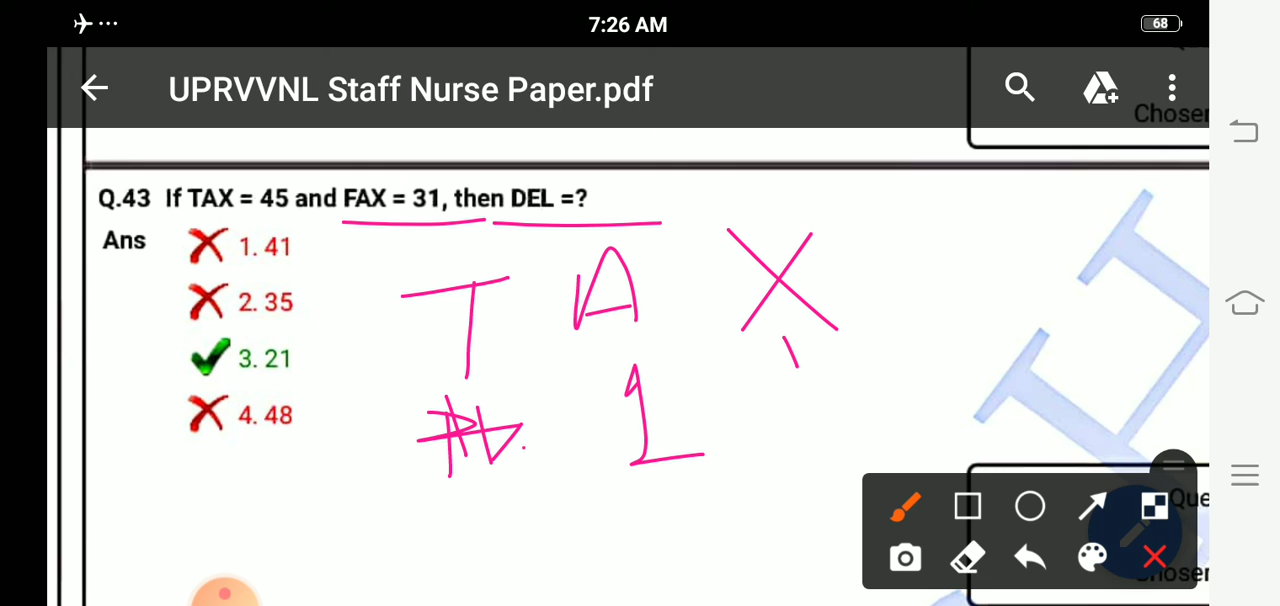 7:26 AM
68
UPRVVNL Staff Nurse Paper.pdf
Chosen
Q.43 If TAX = 45 and FAX = 31, then DEL =?
Ans
1. 41
2. 35
3. 21
4. 48
T A X
1
Que